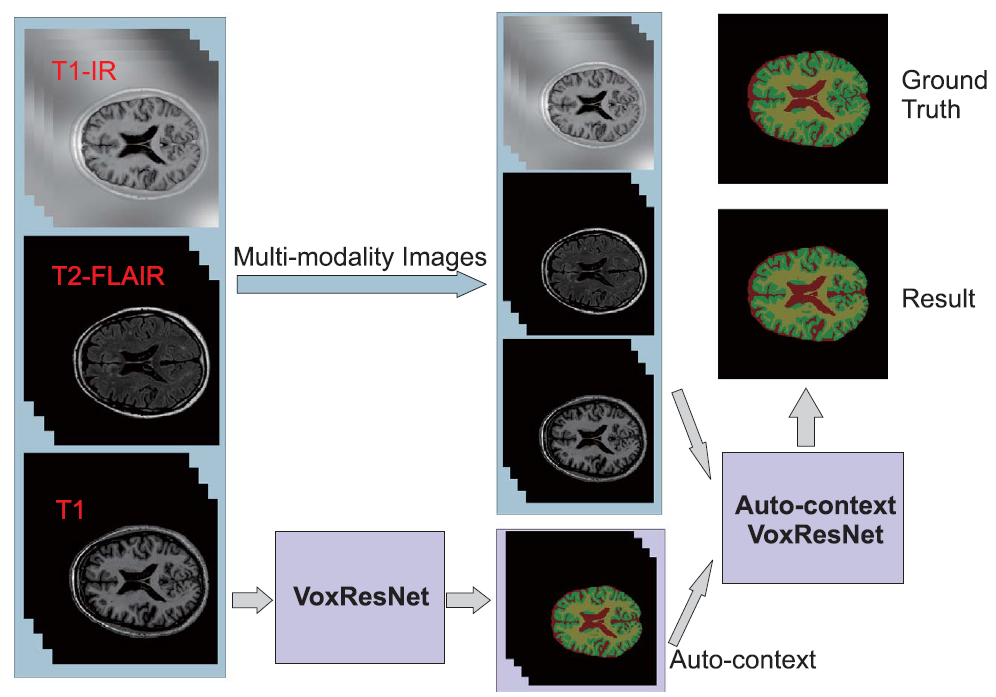 T1-IR
T2-FLAIR
T1
Multi-modality Images
VoxResNet
Auto-context
Auto-context
VoxResNet
Ground
Truth
Result